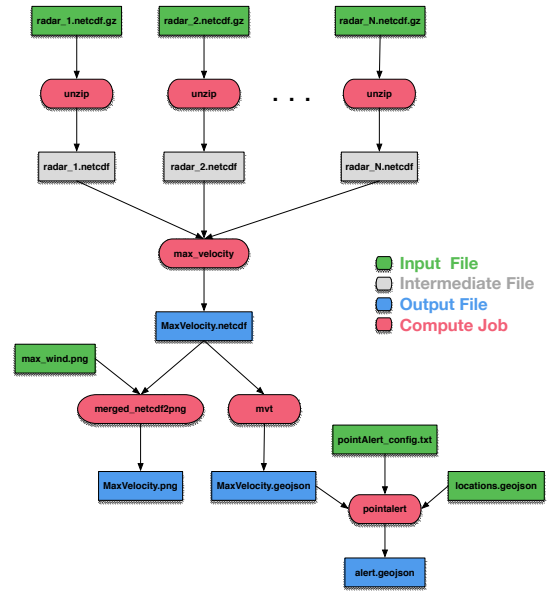 radar_1.netcdf.gz
radar_2.netcdf.gz
radar_N.netcdf.gz
unzip
unzip
. . .
unzip
radar_1.netcdf
radar_2.netcdf
radar_N.netcdf
max_velocity
Input File
Intermediate File
Output File
Compute Job
MaxVelocity.netcdf
max_wind.png
merged_netcdf2png
mvt
pointAlert_config.txt
MaxVelocity.png
MaxVelocity.geojson
locations.geojson
pointalert
alert.geojson